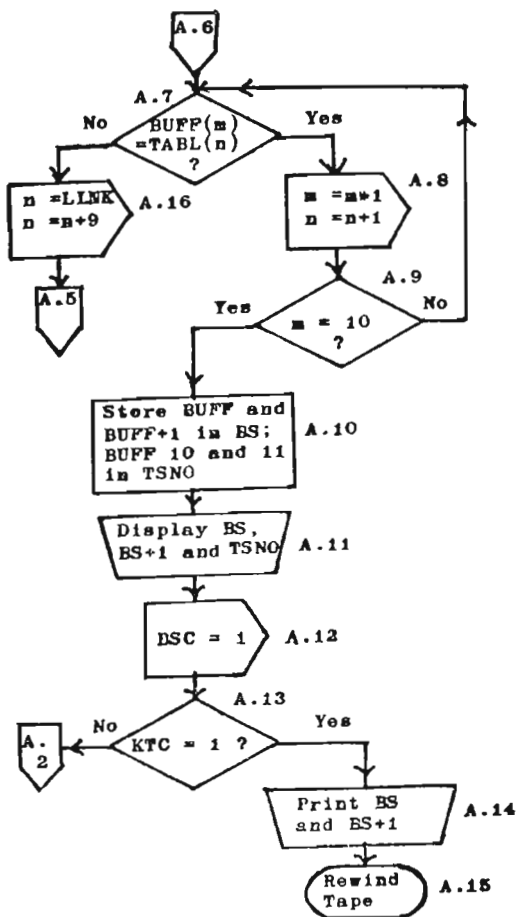 A.6
A.7
No
BUFF(m)
=TABL(n)
?
Yes
n =LINK
n =n+9
A.16
m =m+1
n =n+1
A.8
A.5
A.9
Yes
m = 10
?
No
Store BUFF and
BUFF+1 in BS;
BUFF 10 and 11
in TSNO
A.10
Display BS,
BS+1 and TSNO
A.11
DSC = 1
A.12
A.13
No
KTC = 1 ?
Yes
A.
2
Print BS
and BS+1
A.14
Rewind
Tape
A.15